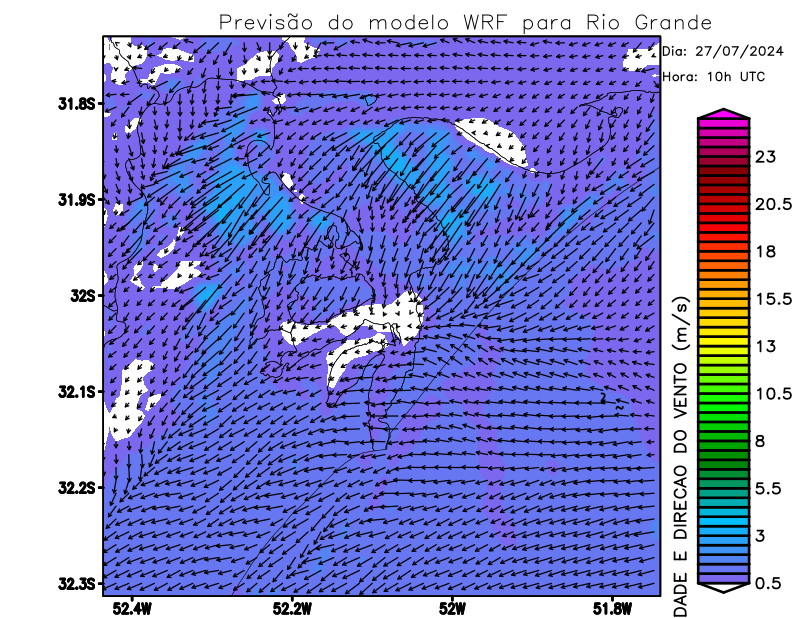 Previsão do modelo WRF para Rio Grande
Dia: 27/07/2024
Hora: 10h UTC
31.8S
31.9S
32S
32.1S
32.2S
32.3S
52.4W
52.2W
52W
51.8W
23
20.5
18
15.5
13
10.5
8
5.5
3
0.5
DADE E DIRECAO DO VENTO (m/s)